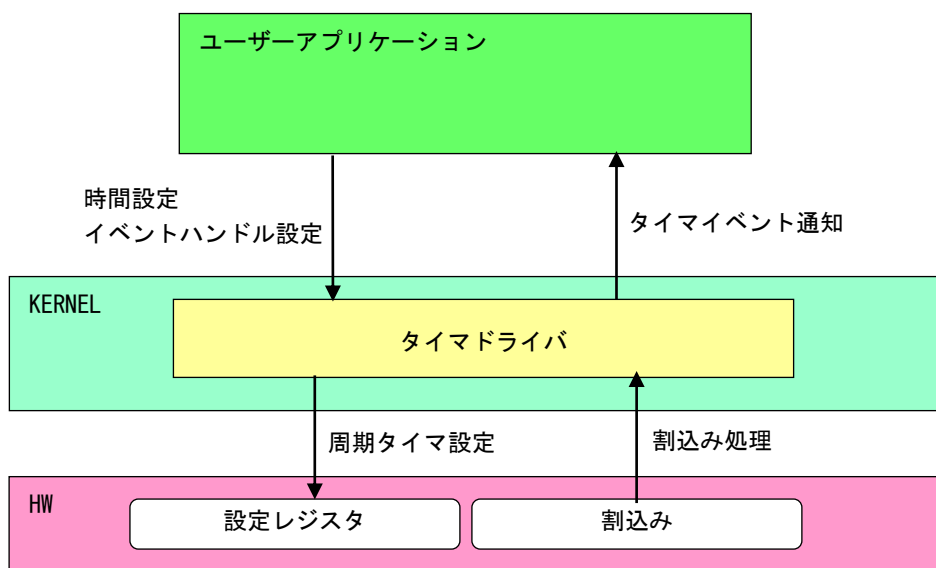 ユーザーアプリケーション
時間設定
イベントハンドル設定
タイマイベント通知
KERNEL
タイマドライバ
周期タイマ設定
割込み処理
HW
設定レジスタ
割込み